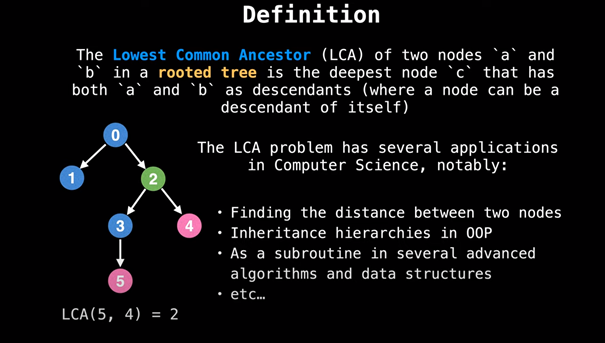 Definition
The Lowest Common Ancestor (LCA) of two nodes `a` and
`b` in a rooted tree is the deepest node `c` that has
both `a` and `b` as descendants (where a node can be a
descendant of itself)
0
1
2
3
4
5
LCA(5, 4) = 2
The LCA problem has several applications
in Computer Science, notably:
• Finding the distance between two nodes
• Inheritance hierarchies in OOP
• As a subroutine in several advanced
algorithms and data structures
• etc…